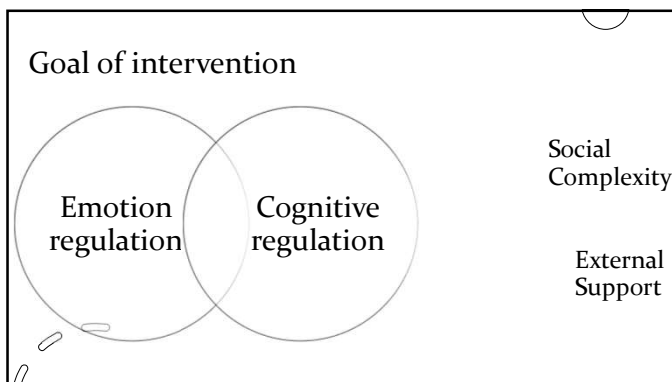 Goal of intervention
Emotion
regulation
Cognitive
regulation
Social
Complexity
External
Support